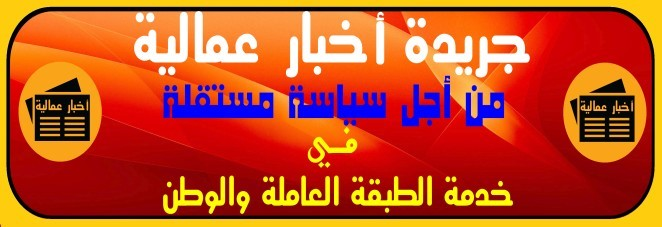 جريدة أخبار عمالية
من أجل سياسة مستقلة
في
خدمة الطبقة العاملة والوطن
أخبار عمالية
أخبار عمالية